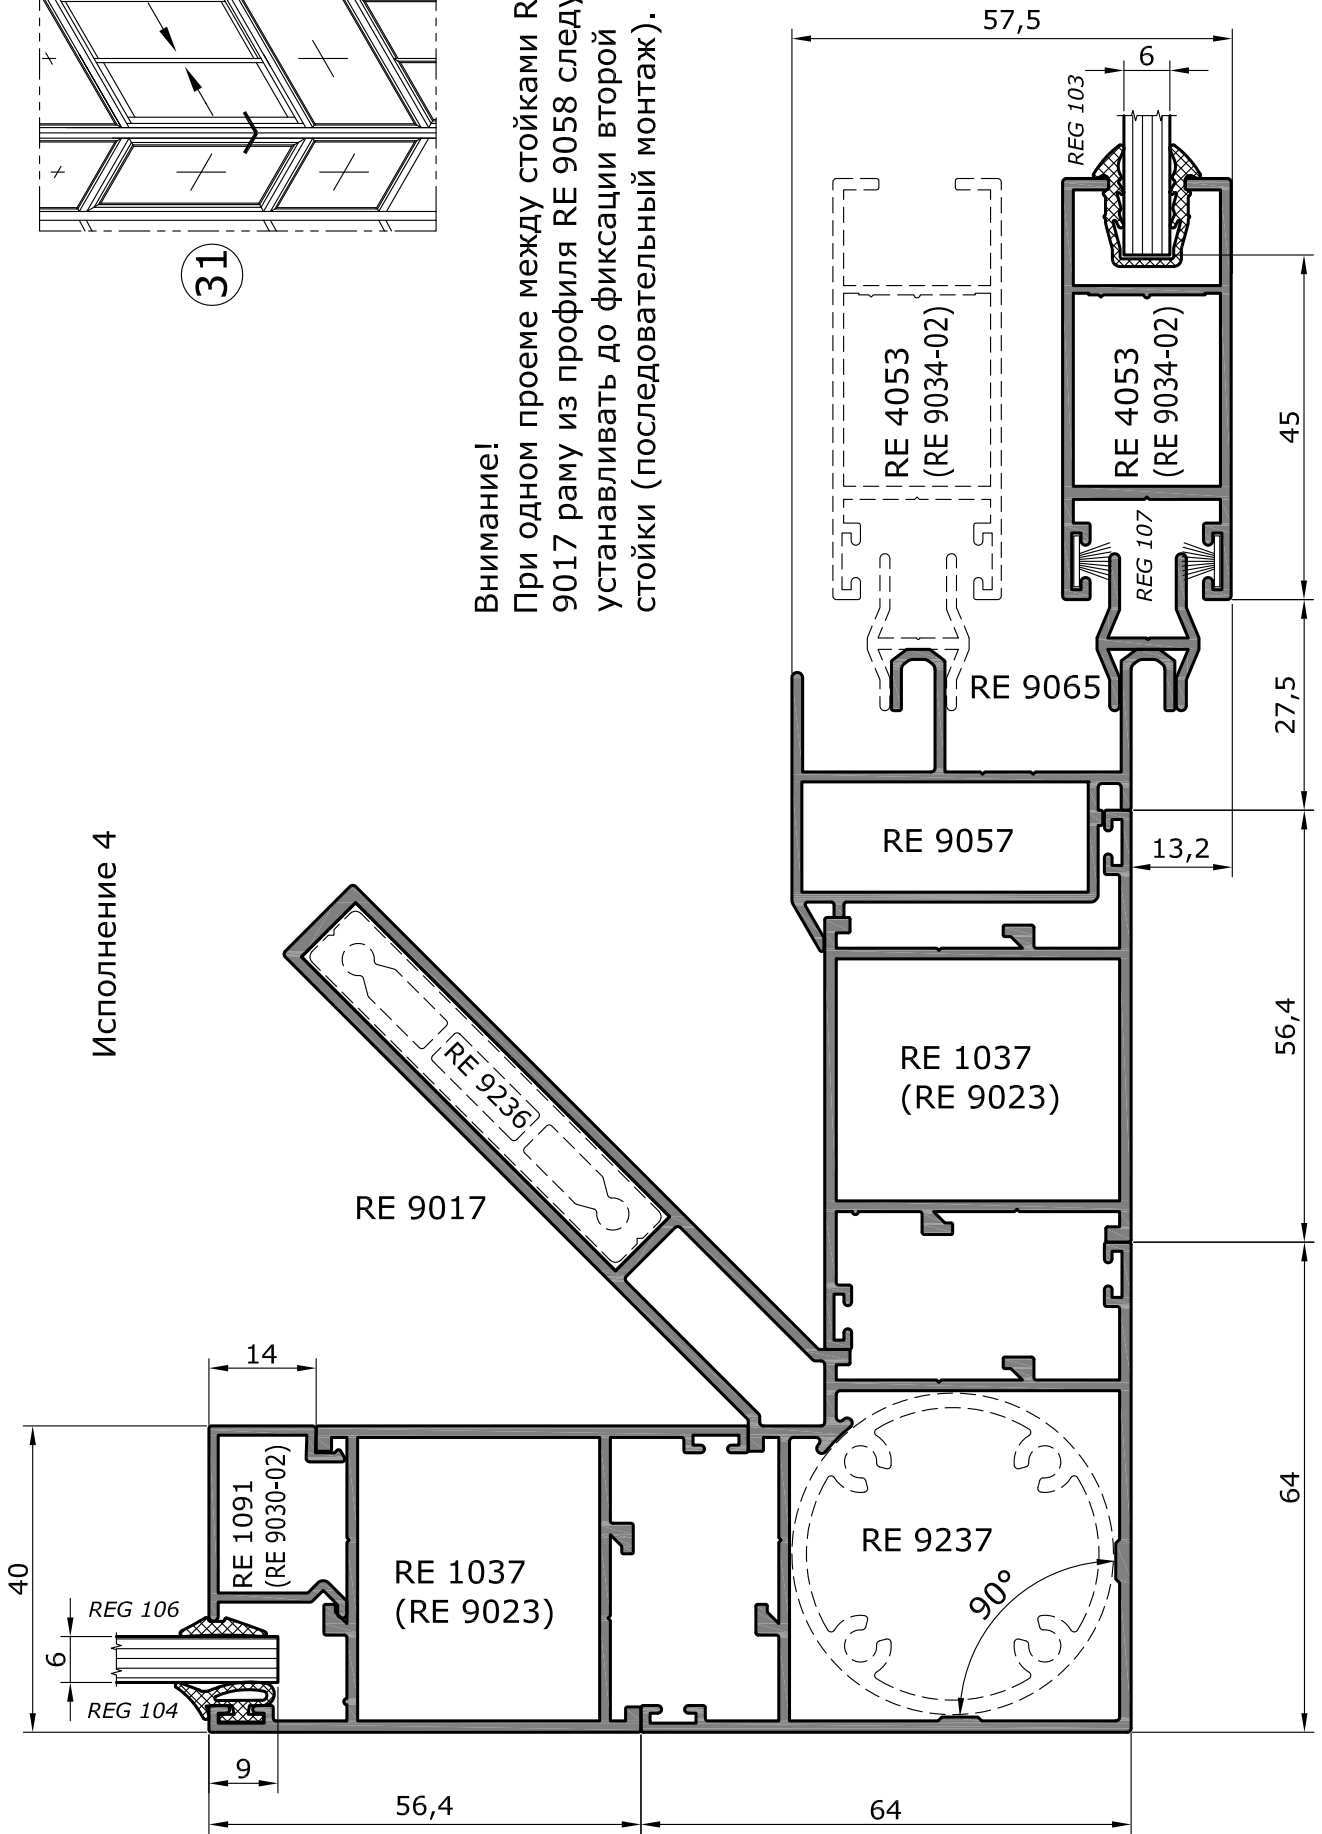 31
Внимание!
При одном проеме между стойками R
9017 раму из профиля RE 9058 следу
устанавливать до фиксации второй
стойки (последовательный монтаж).
Исполнение 4
57,5
6
REG 103
RE 4053
(RE 9034-02)
RE 4053
(RE 9034-02)
45
REG 107
RE 9065
27,5
RE 9057
13,2
RE 1037
(RE 9023)
56,4
RE 9236
RE 9017
14
40
RE 1091
(RE 9030-02)
RE 1037
(RE 9023)
RE 9237
90°
64
REG 106
6
REG 104
9
56,4
64